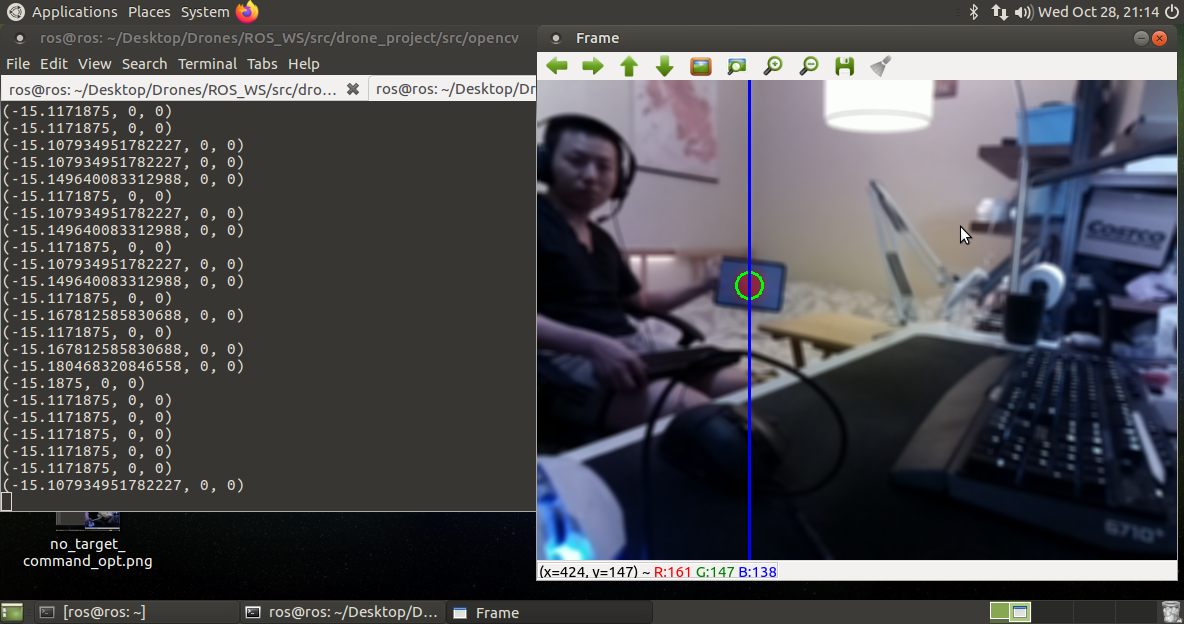 Applications Places System Wed Oct 28, 21:14
ros@ros: ~/Desktop/Drones/ROS_WS/src/drone_project/src/opencv
File Edit View Search Terminal Tabs Help
ros@ros: ~/Desktop/Drones/ROS_WS/src/dro... ros@ros: ~/Desktop/Dr
(-15.1171875, 0, 0)
(-15.1171875, 0, 0)
(-15.107934951782227, 0, 0)
(-15.107934951782227, 0, 0)
(-15.149640083312988, 0, 0)
(-15.1171875, 0, 0)
(-15.107934951782227, 0, 0)
(-15.149640083312988, 0, 0)
(-15.1171875, 0, 0)
(-15.107934951782227, 0, 0)
(-15.149640083312988, 0, 0)
(-15.1171875, 0, 0)
(-15.167812585830688, 0, 0)
(-15.1171875, 0, 0)
(-15.167812585830688, 0, 0)
(-15.180468320846558, 0, 0)
(-15.1875, 0, 0)
(-15.1171875, 0, 0)
(-15.1171875, 0, 0)
(-15.1171875, 0, 0)
(-15.1171875, 0, 0)
(-15.1171875, 0, 0)
(-15.107934951782227, 0, 0)
no_target_
command_opt.png
Frame
COSTCO
G710+
(x=424, y=147) ~ R:161 G:147 B:138
[ros@ros: ~] ros@ros: ~/Desktop/D... Frame